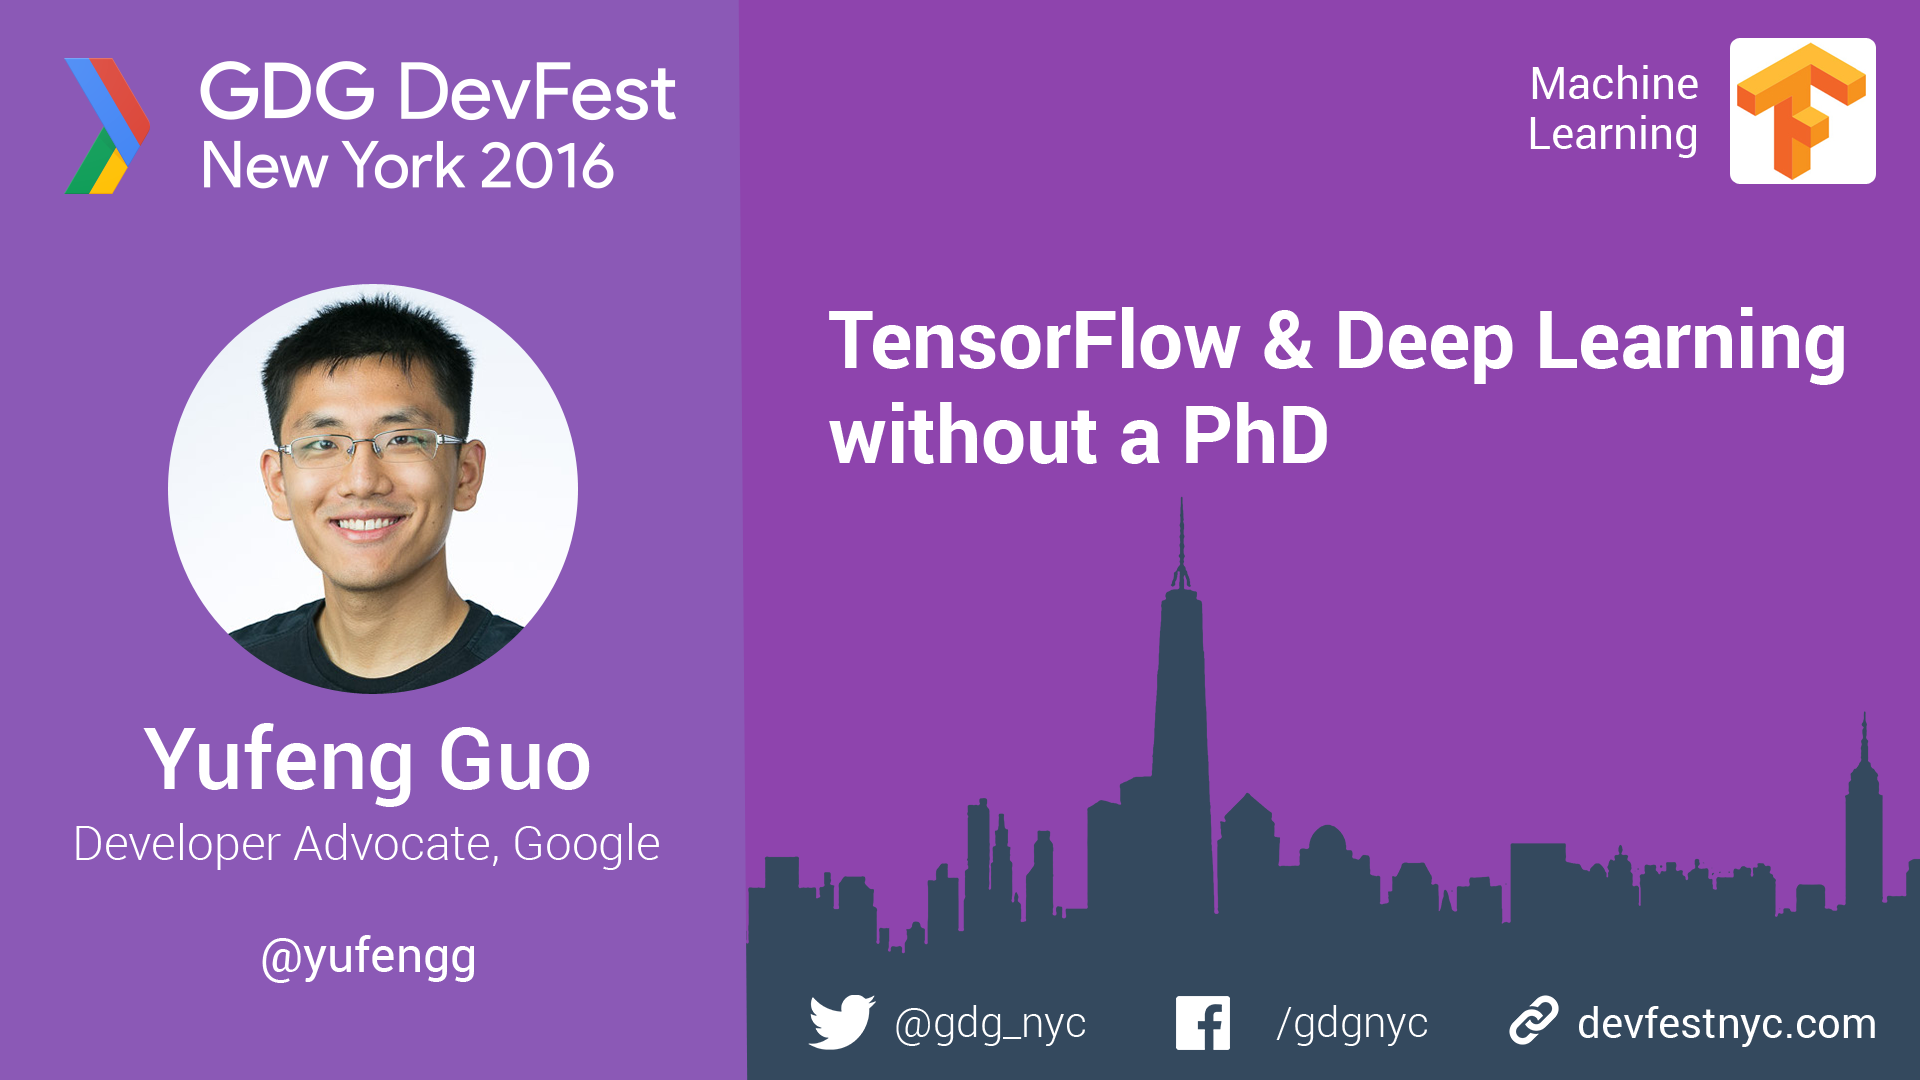 GDG DevFest
New York 2016
Machine
Learning
TensorFlow & Deep Learning
without a PhD
Yufeng Guo
Developer Advocate, Google
@yufengg
@gdg_nyc
/gdgnyc
devfestnyc.com